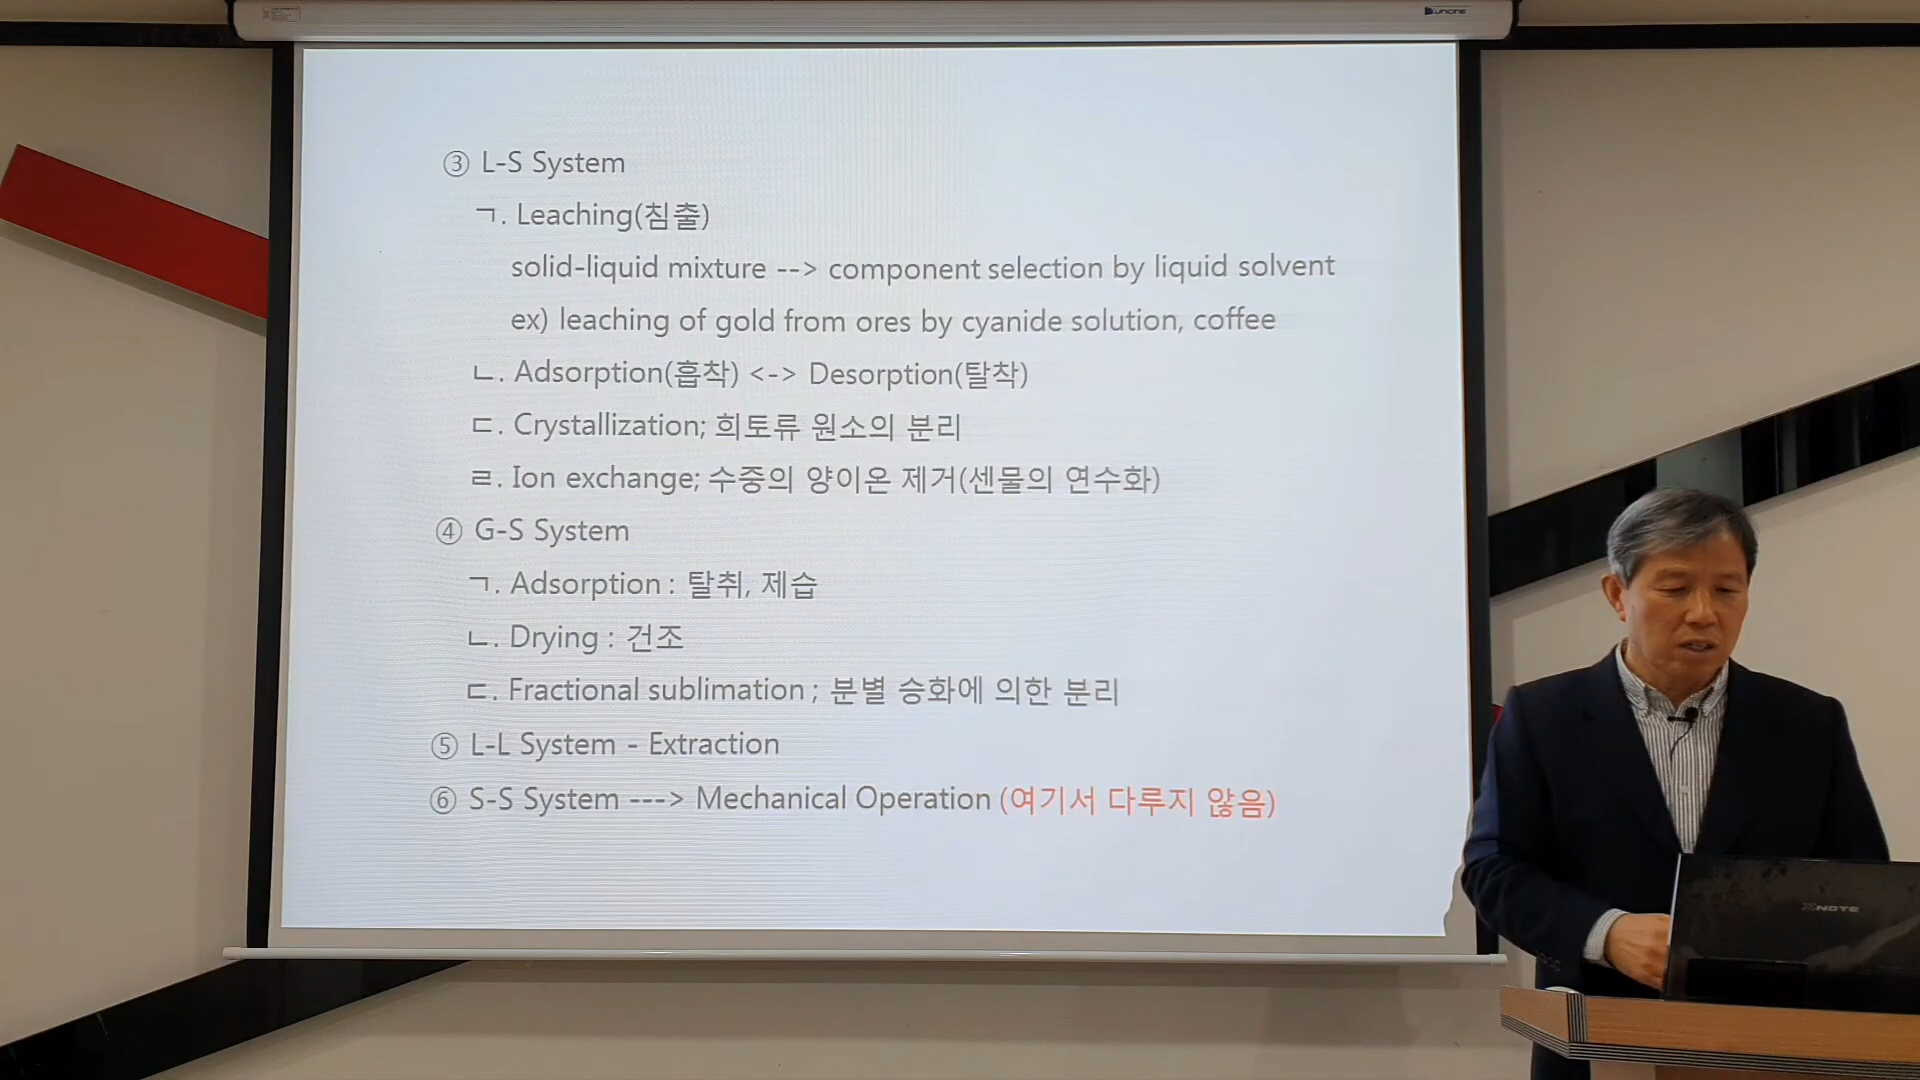 UNONE
③ L-S System
ㄱ. Leaching(침출)
solid-liquid mixture --> component selection by liquid solvent
ex) leaching of gold from ores by cyanide solution, coffee
ㄴ. Adsorption(흡착) <-> Desorption(탈착)
ㄷ. Crystallization; 희토류 원소의 분리
ㄹ. Ion exchange; 수중의 양이온 제거(센물의 연수화)
④ G-S System
ㄱ. Adsorption : 탈취, 제습
ㄴ. Drying : 건조
ㄷ. Fractional sublimation ; 분별 승화에 의한 분리
⑤ L-L System - Extraction
⑥ S-S System ---> Mechanical Operation (여기서 다루지 않음)
XNOTE